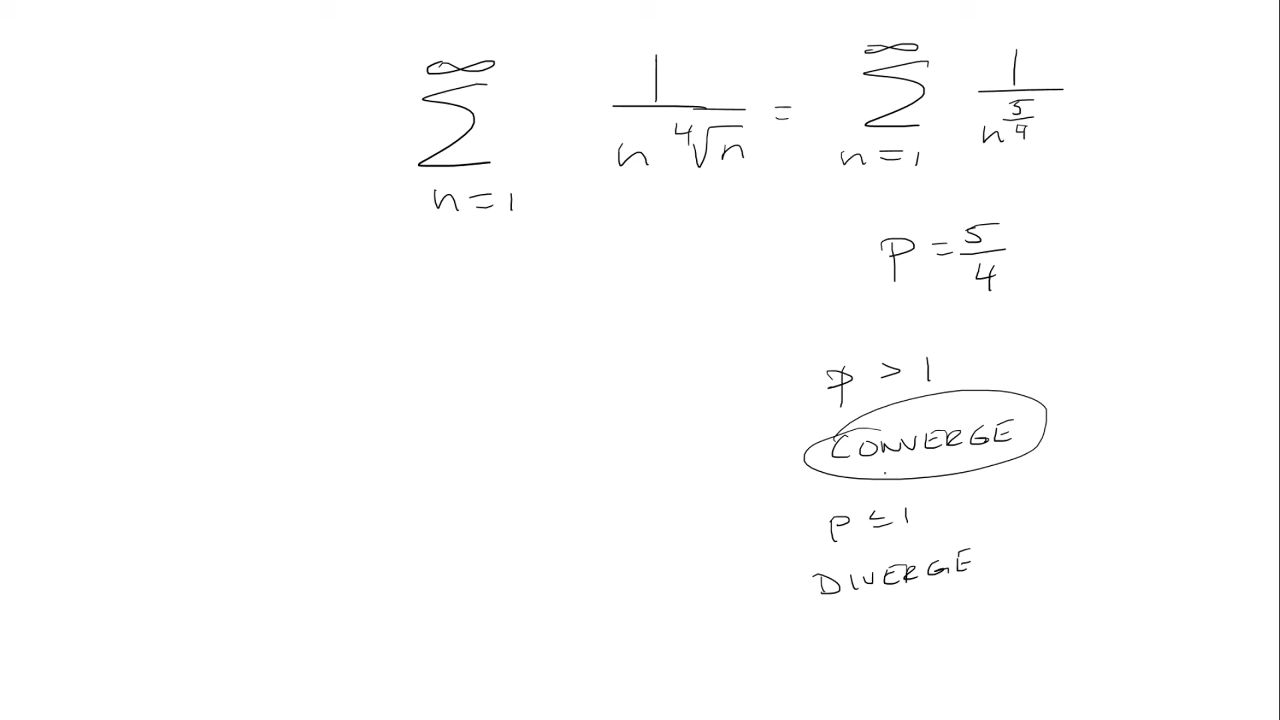 ∞ ∑ n=1 1/(n ⁴√n) = ∞ ∑ n=1 1/n^(5/4)
P = 5/4
p > 1
CONVERGE
p ≤ 1
DIVERGE